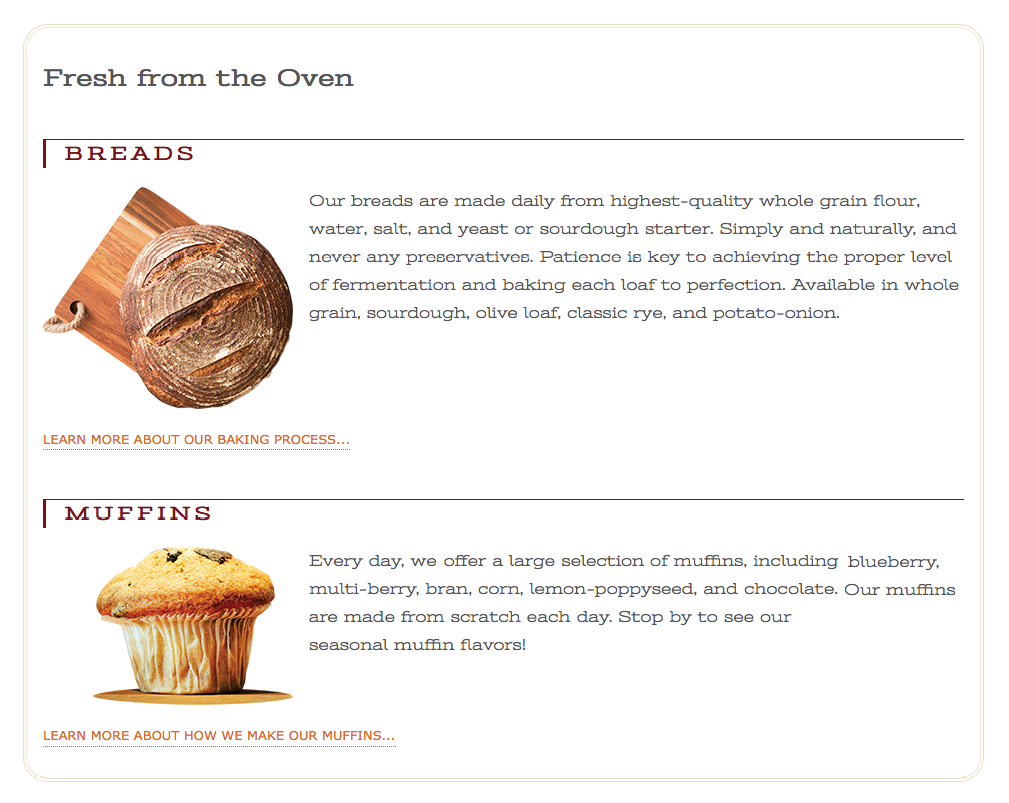 Fresh from the Oven
BREADS
Our breads are made daily from highest-quality whole grain flour,
water, salt, and yeast or sourdough starter. Simply and naturally, and
never any preservatives. Patience is key to achieving the proper level
of fermentation and baking each loaf to perfection. Available in whole
grain, sourdough, olive loaf, classic rye, and potato-onion.
LEARN MORE ABOUT OUR BAKING PROCESS...
MUFFINS
Every day, we offer a large selection of muffins, including blueberry,
multi-berry, bran, corn, lemon-poppyseed, and chocolate. Our muffins
are made from scratch each day. Stop by to see our
seasonal muffin flavors!
LEARN MORE ABOUT HOW WE MAKE OUR MUFFINS...